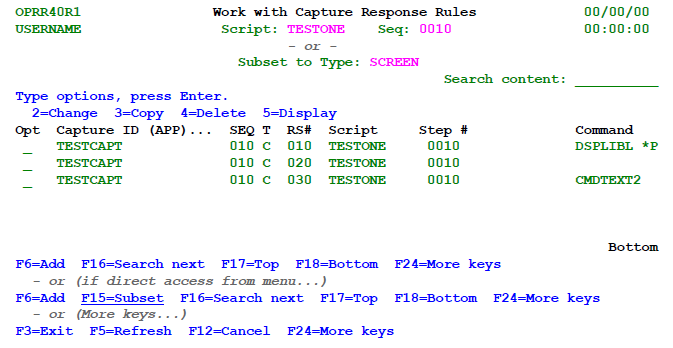 OPRR40R1 Work with Capture Response Rules 00/00/00
USERNAME Script: TESTONE Seq: 0010 00:00:00
- or -
Subset to Type: SCREEN
Search content: __________
Type options, press Enter.
2=Change 3=Copy 4=Delete 5=Display
Opt Capture ID (APP)... SEQ T RS# Script Step # Command
_ TESTCAPT 010 C 010 TESTONE 0010 DSPLIBL *P
_ TESTCAPT 010 C 020 TESTONE 0010
_ TESTCAPT 010 C 030 TESTONE 0010 CMDTEXT2
Bottom
F6=Add F16=Search next F17=Top F18=Bottom F24=More keys
- or (if direct access from menu...)
F6=Add F15=Subset F16=Search next F17=Top F18=Bottom F24=More keys
- or (More keys...)
F3=Exit F5=Refresh F12=Cancel F24=More keys